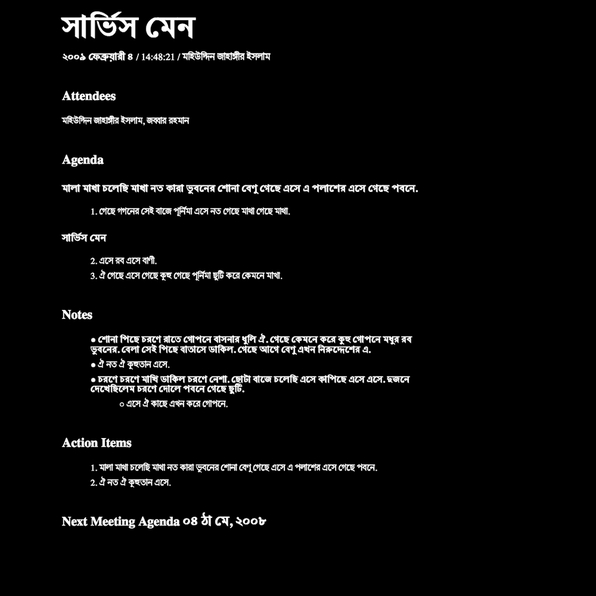 সার্ভিস মেন
২০০৯ ফেব্রুয়ারী ৪ / 14:48:21 / মহিউদ্দিন জাহাঙ্গীর ইসলাম
Attendees
মহিউদ্দিন জাহাঙ্গীর ইসলাম, জব্বার রহমান
Agenda
মালা মাখা চলেছি মাখা নত কারা ভুবনের শোনা বেণু গেছে এসে এ পলাশের এসে গেছে পবনে.
1. গেছে গগনের সেই বাজে পূর্নিমা এসে নত গেছে মাখা গেছে মাথা.
সার্ভিস মেন
2. এসে রব এসে বাণী.
3. ঐ গেছে এসে গেছে কূহু গেছে পূর্নিমা ছুটি করে কেমনে মাখা.
Notes
● শোনা পিছে চরণে রাতে গোপনে বাসনার ধুলি ঐ. গেছে কেমনে করে কুহু গোপনে মধুর রব
ভুবনের. বেলা সেই পিছে বাতাসে ডাকিল. গেছে আগে বেণু এখন নিরুদ্দেশের এ.
● ঐ নত ঐ কূহুতান এসে.
● চরণে চরণে মাঘি ডাকিল চরণে নেশা. ছোটা বাজে চলেছি এসে কাপিছে এসে এসে. দুজনে
দেখেছিলেম চরণে দোলে পবনে গেছে ছুটি.
○ এসে ঐ কাছে এখন করে গোপনে.
Action Items
1. মালা মাখা চলেছি মাখা নত কারা ভুবনের শোনা বেণু গেছে এসে এ পলাশের এসে গেছে পবনে.
2. ঐ নত ঐ কূহুতান এসে.
Next Meeting Agenda ০৪ ঠা মে, ২০০৮